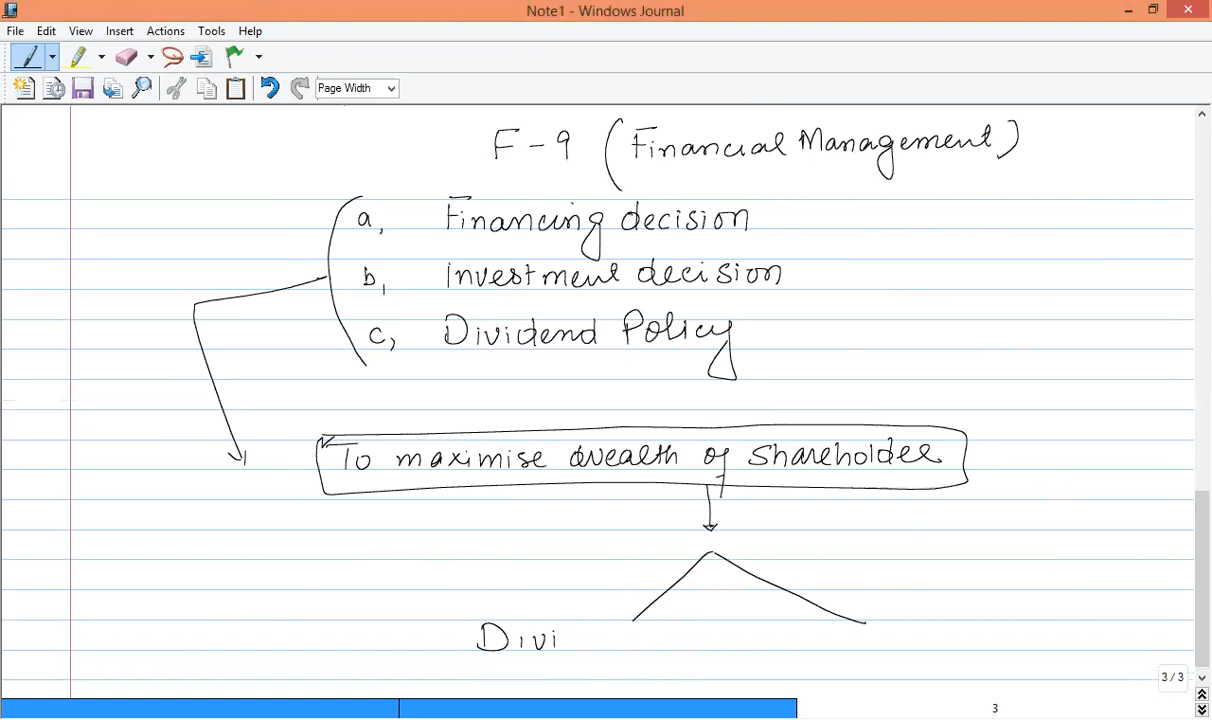 Note1 - Windows Journal
File Edit View Insert Actions Tools Help
Page Width
F-9 (Financial Management)
a, Financing decision
b, Investment decision
c, Dividend Policy
To maximise wealth of shareholder
Divi
3/3
3